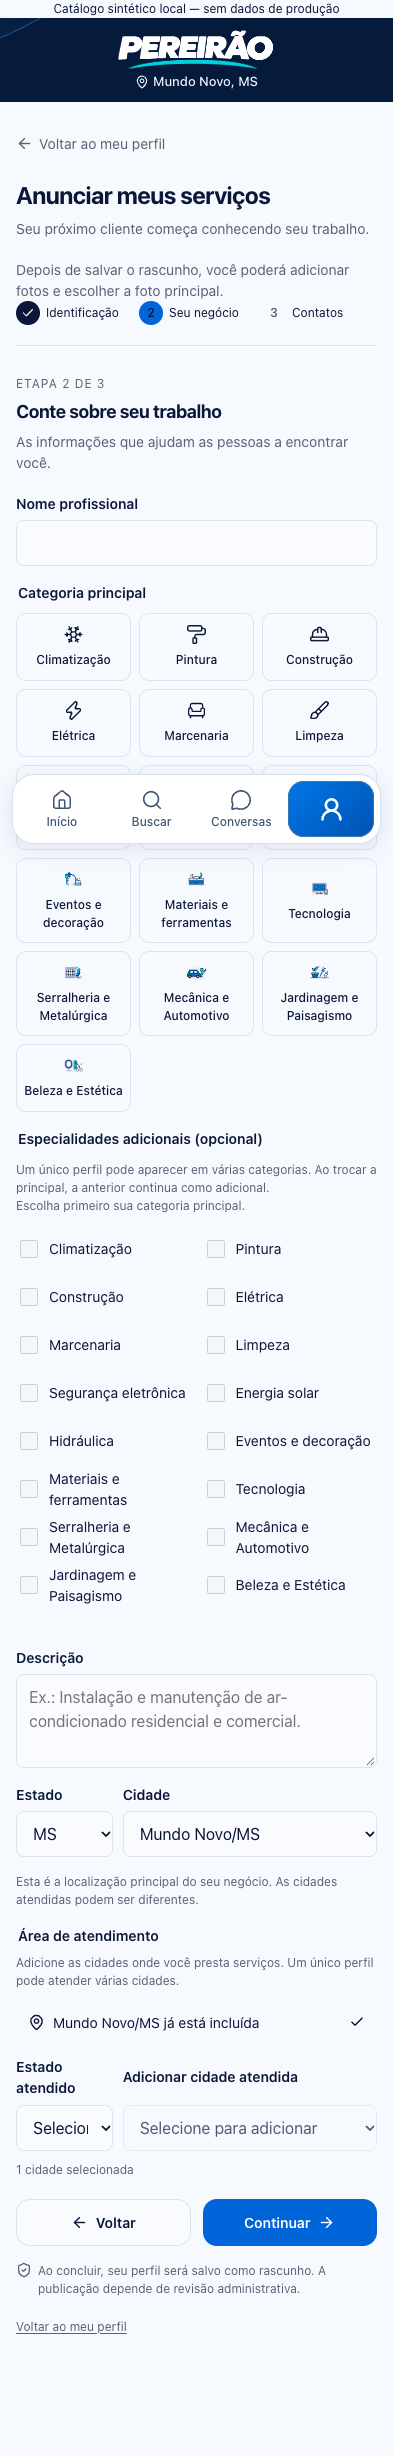 Catálogo sintético local — sem dados de produção
PEREIRÃO
Mundo Novo, MS
Voltar ao meu perfil
Anunciar meus serviços
Seu próximo cliente começa conhecendo seu trabalho.
Depois de salvar o rascunho, você poderá adicionar
fotos e escolher a foto principal.
Identificação 2 Seu negócio 3 Contatos
ETAPA 2 DE 3
Conte sobre seu trabalho
As informações que ajudam as pessoas a encontrar
você.
Nome profissional
Categoria principal
Climatização Pintura Construção
Elétrica Marcenaria Limpeza
Início Buscar Conversas
Eventos e
decoração
Materiais e
ferramentas
Tecnologia
Serralheria e
Metalúrgica
Mecânica e
Automotivo
Jardinagem e
Paisagismo
Beleza e Estética
Especialidades adicionais (opcional)
Um único perfil pode aparecer em várias categorias. Ao trocar a
principal, a anterior continua como adicional.
Escolha primeiro sua categoria principal.
Climatização Pintura
Construção Elétrica
Marcenaria Limpeza
Segurança eletrônica Energia solar
Hidráulica Eventos e decoração
Materiais e
ferramentas
Tecnologia
Serralheria e
Metalúrgica
Mecânica e
Automotivo
Jardinagem e
Paisagismo
Beleza e Estética
Descrição
Ex.: Instalação e manutenção de ar-
condicionado residencial e comercial.
Estado Cidade
MS Mundo Novo/MS
Esta é a localização principal do seu negócio. As cidades
atendidas podem ser diferentes.
Área de atendimento
Adicione as cidades onde você presta serviços. Um único perfil
pode atender várias cidades.
Mundo Novo/MS já está incluída
Estado
atendido
Adicionar cidade atendida
Selecion Selecione para adicionar
1 cidade selecionada
Voltar Continuar
Ao concluir, seu perfil será salvo como rascunho. A
publicação depende de revisão administrativa.
Voltar ao meu perfil